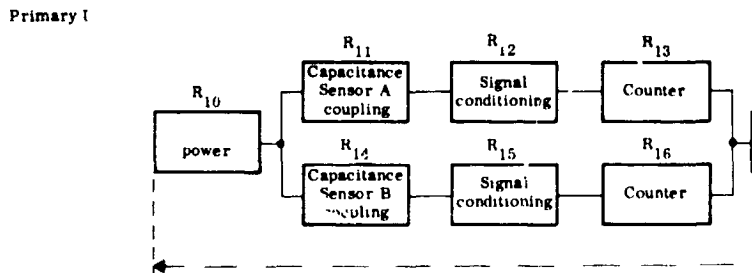 Primary I
R10
power
R11
Capacitance
Sensor A
coupling
R12
Signal
conditioning
R13
Counter
R14
Capacitance
Sensor B
coupling
R15
Signal
conditioning
R16
Counter